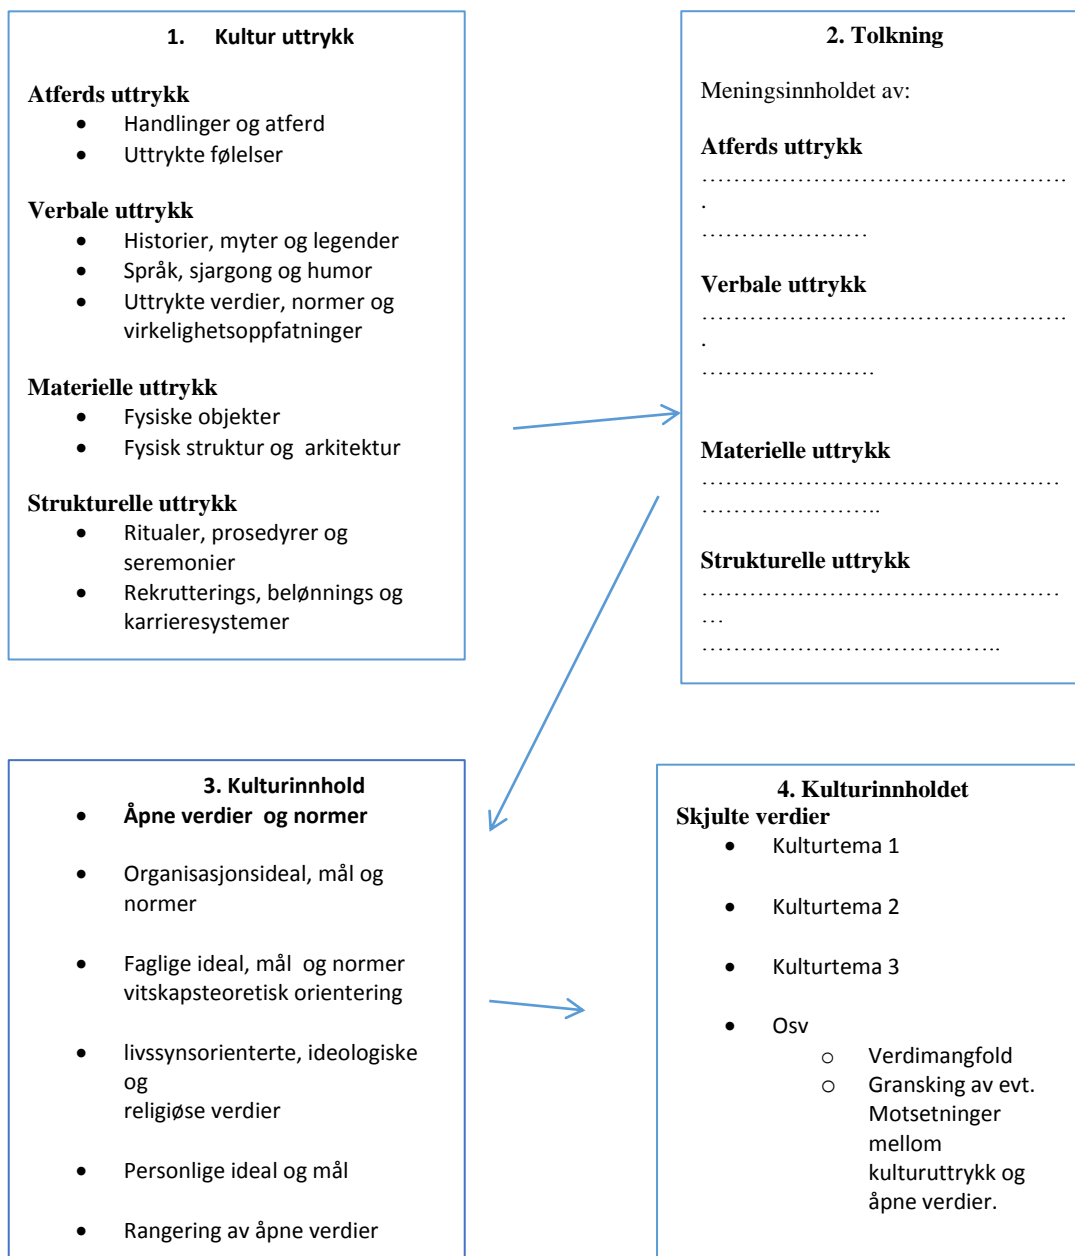 1. Kultur uttrykk
Atferds uttrykk
• Handlinger og atferd
• Uttrykte følelser
Verbale uttrykk
• Historier, myter og legender
• Språk, sjargong og humor
• Uttrykte verdier, normer og
virkelighetsoppfatninger
Materielle uttrykk
• Fysiske objekter
• Fysisk struktur og arkitektur
Strukturelle uttrykk
• Ritualer, prosedyrer og
seremonier
• Rekrutterings, belønnings og
karrieresystemer
2. Tolkning
Meningsinnholdet av:
Atferds uttrykk
……………………………………….
.
…………………
Verbale uttrykk
……………………………………….
.
………………….
Materielle uttrykk
………………………………………
…………………..
Strukturelle uttrykk
………………………………………
…
………………………………..
3. Kulturinnhold
• Åpne verdier og normer
• Organisasjonsideal, mål og
normer
• Faglige ideal, mål og normer
vitskapsteoretisk orientering
• livssynsorienterte, ideologiske
og
religiøse verdier
• Personlige ideal og mål
• Rangering av åpne verdier
4. Kulturinnholdet
Skjulte verdier
• Kulturtema 1
• Kulturtema 2
• Kulturtema 3
• Osv
o Verdimangfold
o Gransking av evt.
Motsetninger
mellom
kulturuttrykk og
åpne verdier.